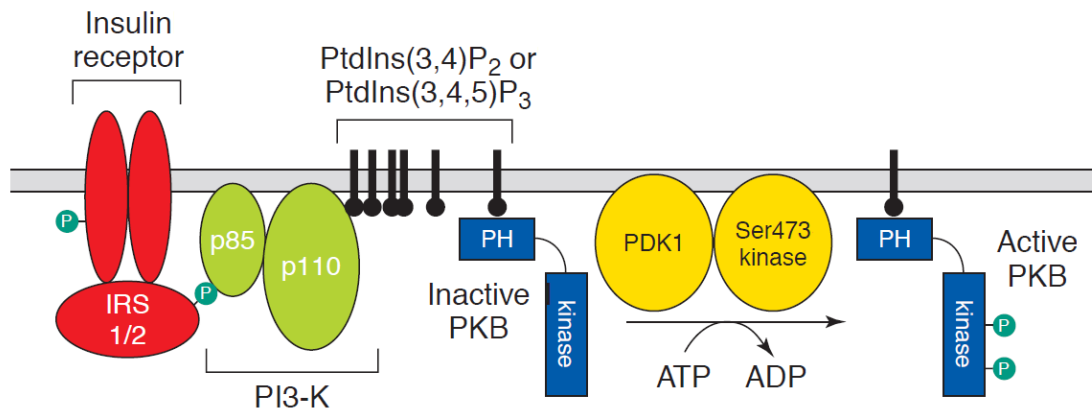 Insulin
receptor
PtdIns(3,4)P₂ or
PtdIns(3,4,5)P₃
P
IRS
1/2
P
p85
p110
PI3-K
PH
Inactive
PKB
kinase
PDK1
Ser473
kinase
ATP
ADP
PH
Active
PKB
kinase
P
P